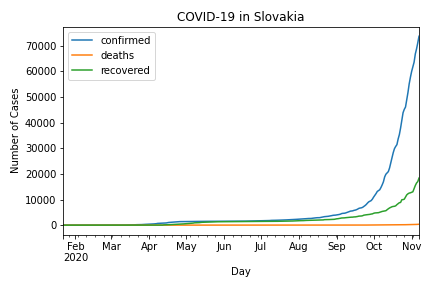 COVID-19 in Slovakia
confirmed
deaths
recovered
Number of Cases
70000
60000
50000
40000
30000
20000
10000
0
Feb Mar Apr May Jun Jul Aug Sep Oct Nov
2020
Day